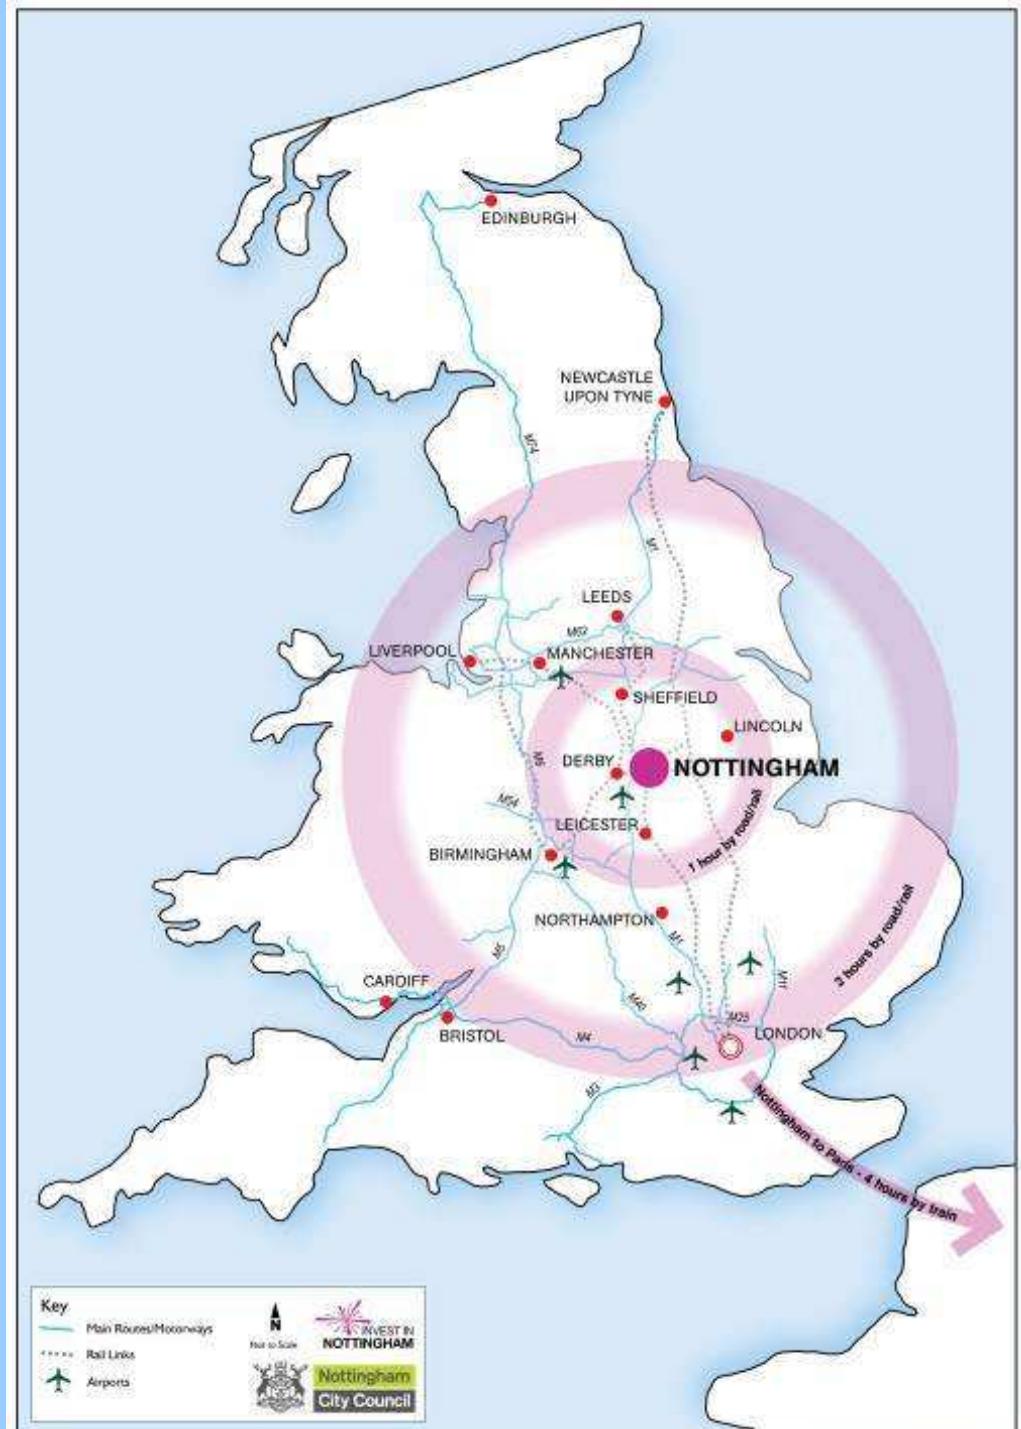 EDINBURGH
NEWCASTLE
UPON TYNE
M74
M1
LEEDS
M62
LIVERPOOL
MANCHESTER
SHEFFIELD
LINCOLN
DERBY
NOTTINGHAM
M6
M54
LEICESTER
1 hour by road/rail
BIRMINGHAM
NORTHAMPTON
M1
2 hours by road/rail
M5
CARDIFF
M40
M11
M25
BRISTOL
M4
LONDON
M3
Nottingham to Paris - 4 hours by train
Key
Main Routes/Motorways
Rail Links
Airports
N
Not to Scale
INVEST IN
NOTTINGHAM
Nottingham
City Council